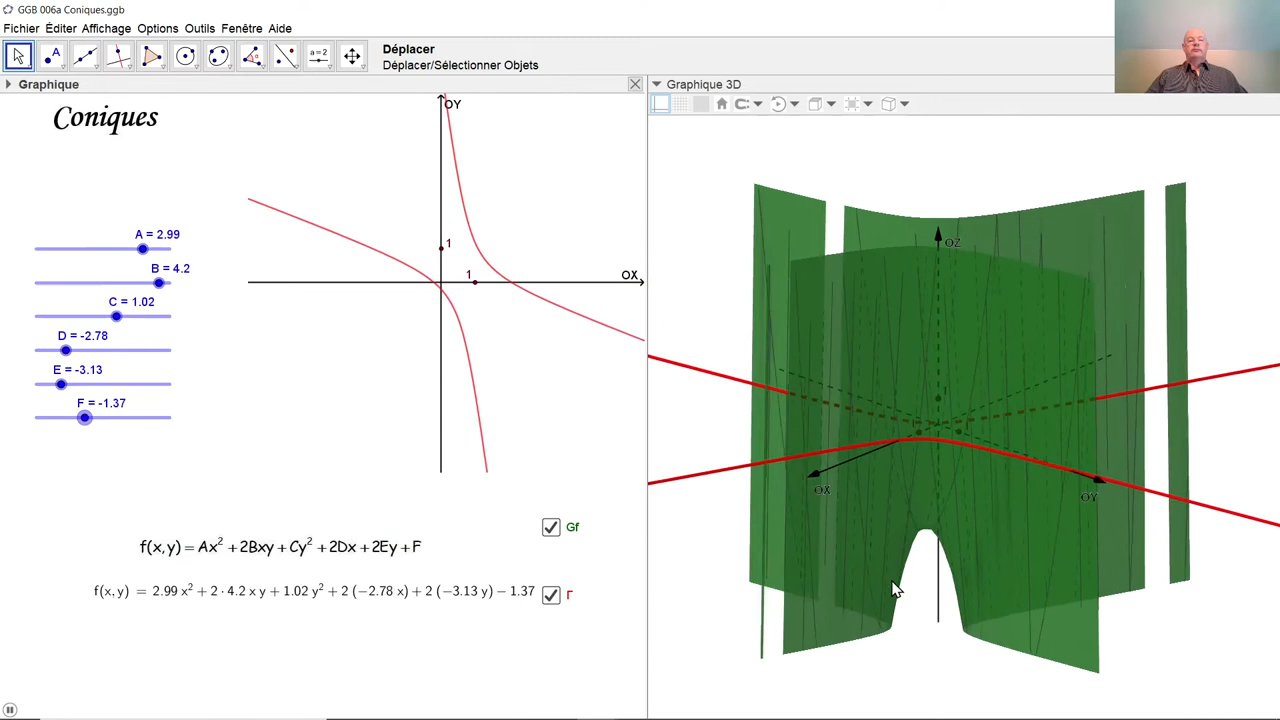 GGB 006a Coniques.ggb
Fichier Éditer Affichage Options Outils Fenêtre Aide
A a=2 Déplacer
Déplacer/Sélectionner Objets
Graphique
Graphique 3D
Coniques
OY
OX
1
1
A = 2.99
B = 4.2
C = 1.02
D = -2.78
E = -3.13
F = -1.37
OZ
1
OX
OY
Gf
f(x,y) = Ax² + 2Bxy + Cy² + 2Dx + 2Ey + F
f(x,y) = 2.99 x² + 2 · 4.2 x y + 1.02 y² + 2 (−2.78 x) + 2 (−3.13 y) − 1.37
Γ